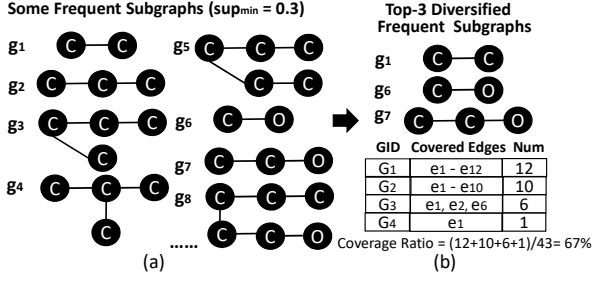 Some Frequent Subgraphs (supmin = 0.3)
g1 C C
g2 C C C
g3 C C C
C
g4 C C C
C
g5 C C C
C C
g6 C O
g7 C C O
g8 C C C
C C O
......
(a)
Top-3 Diversified
Frequent Subgraphs
g1 C C
g6 C O
g7 C C O
GID Covered Edges Num
G1 e1 - e12 12
G2 e1 - e10 10
G3 e1, e2, e6 6
G4 e1 1
Coverage Ratio = (12+10+6+1)/43= 67%
(b)